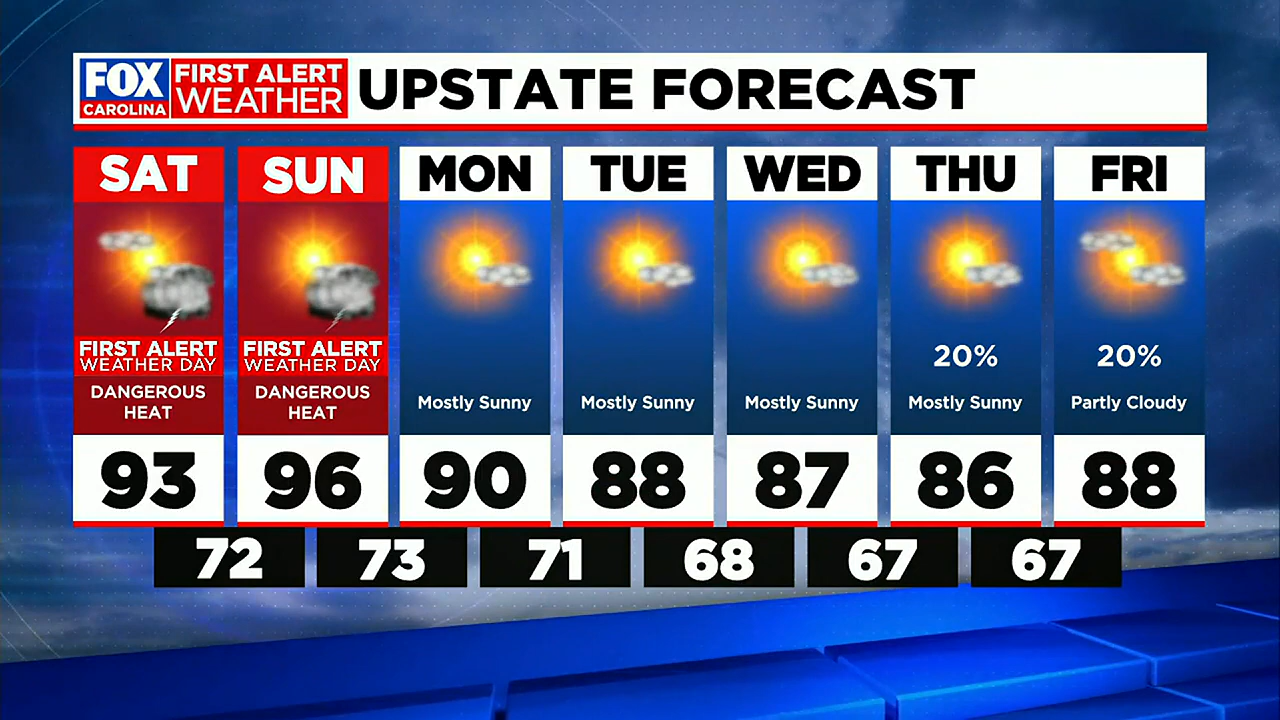 FOX CAROLINA
FIRST ALERT WEATHER
UPSTATE FORECAST
SAT
FIRST ALERT
WEATHER DAY
DANGEROUS
HEAT
93
SUN
FIRST ALERT
WEATHER DAY
DANGEROUS
HEAT
96
MON
Mostly Sunny
90
TUE
Mostly Sunny
88
WED
Mostly Sunny
87
THU
20%
Mostly Sunny
86
FRI
20%
Partly Cloudy
88
72
73
71
68
67
67